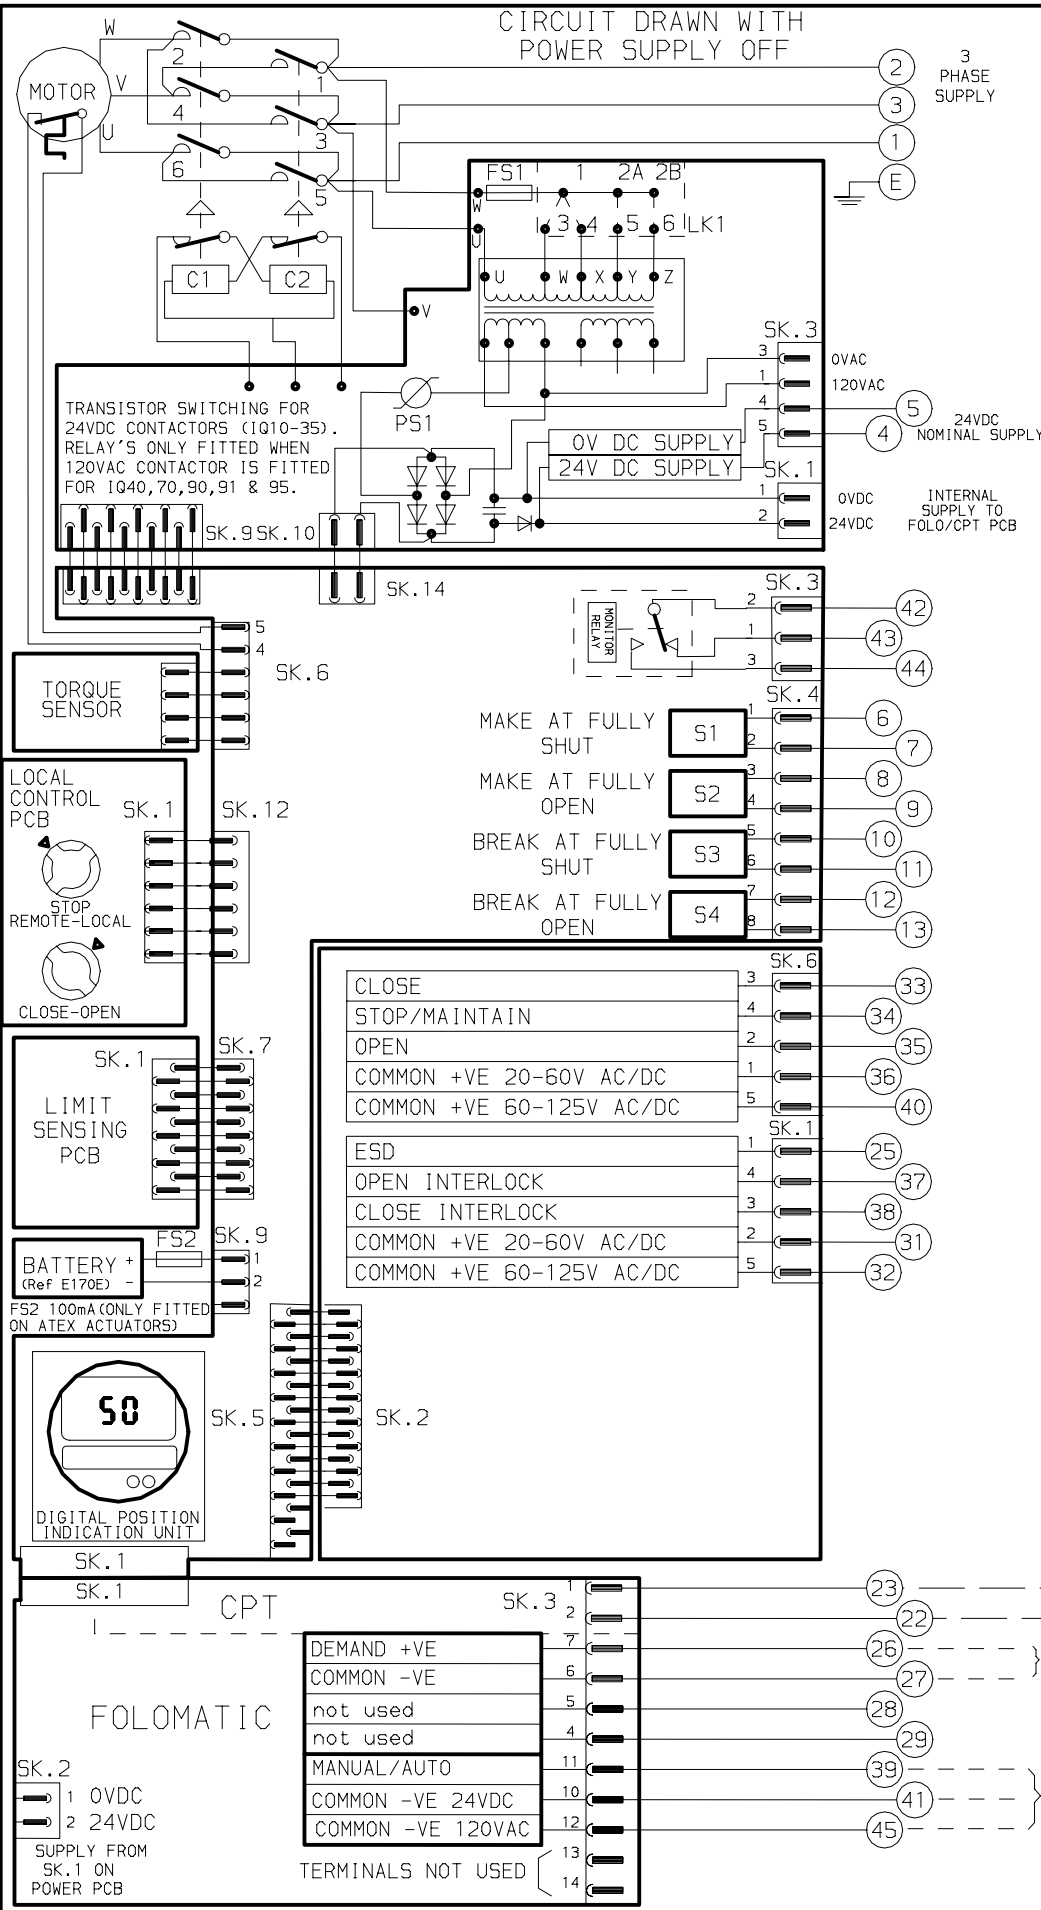 CIRCUIT DRAWN WITH
POWER SUPPLY OFF
W
V
U
MOTOR
2
4
6
1
3
5
2
3
1
E
3
PHASE
SUPPLY
FS1
1
2A 2B
W
U
3 4 5 6
LK1
U W X Y Z
V
C1
C2
PS1
TRANSISTOR SWITCHING FOR
24VDC CONTACTORS (IQ10-35).
RELAY'S ONLY FITTED WHEN
120VAC CONTACTOR IS FITTED
FOR IQ40,70,90,91 & 95.
SK.3
3 0VAC
1 120VAC
4 5
5 4
24VDC
NOMINAL SUPPLY
0V DC SUPPLY
24V DC SUPPLY
SK.1
1 0VDC
2 24VDC
INTERNAL
SUPPLY TO
FOLO/CPT PCB
SK.9 SK.10
SK.14
5
4
SK.6
TORQUE
SENSOR
MONITOR
RELAY
SK.3
2 42
1 43
3 44
SK.4
MAKE AT FULLY
SHUT
S1
1 6
2 7
MAKE AT FULLY
OPEN
S2
3 8
4 9
BREAK AT FULLY
SHUT
S3
5 10
6 11
BREAK AT FULLY
OPEN
S4
7 12
8 13
LOCAL
CONTROL
PCB
SK.1
SK.12
STOP
REMOTE-LOCAL
CLOSE-OPEN
SK.6
CLOSE 3 33
STOP/MAINTAIN 4 34
OPEN 2 35
COMMON +VE 20-60V AC/DC 1 36
COMMON +VE 60-125V AC/DC 5 40
SK.1
ESD 1 25
OPEN INTERLOCK 4 37
CLOSE INTERLOCK 3 38
COMMON +VE 20-60V AC/DC 2 31
COMMON +VE 60-125V AC/DC 5 32
SK.1
SK.7
LIMIT
SENSING
PCB
BATTERY + -
(Ref E170E)
FS2
SK.9
1
2
FS2 100mA(ONLY FITTED
ON ATEX ACTUATORS)
50
SK.5
SK.2
DIGITAL POSITION
INDICATION UNIT
SK.1
SK.1
CPT
SK.3
1 23
2 22
DEMAND +VE 7 26
COMMON -VE 6 27
not used 5 28
not used 4 29
MANUAL/AUTO 11 39
COMMON -VE 24VDC 10 41
COMMON -VE 120VAC 12 45
TERMINALS NOT USED 13
14
FOLOMATIC
SK.2
1 0VDC
2 24VDC
SUPPLY FROM
SK.1 ON
POWER PCB